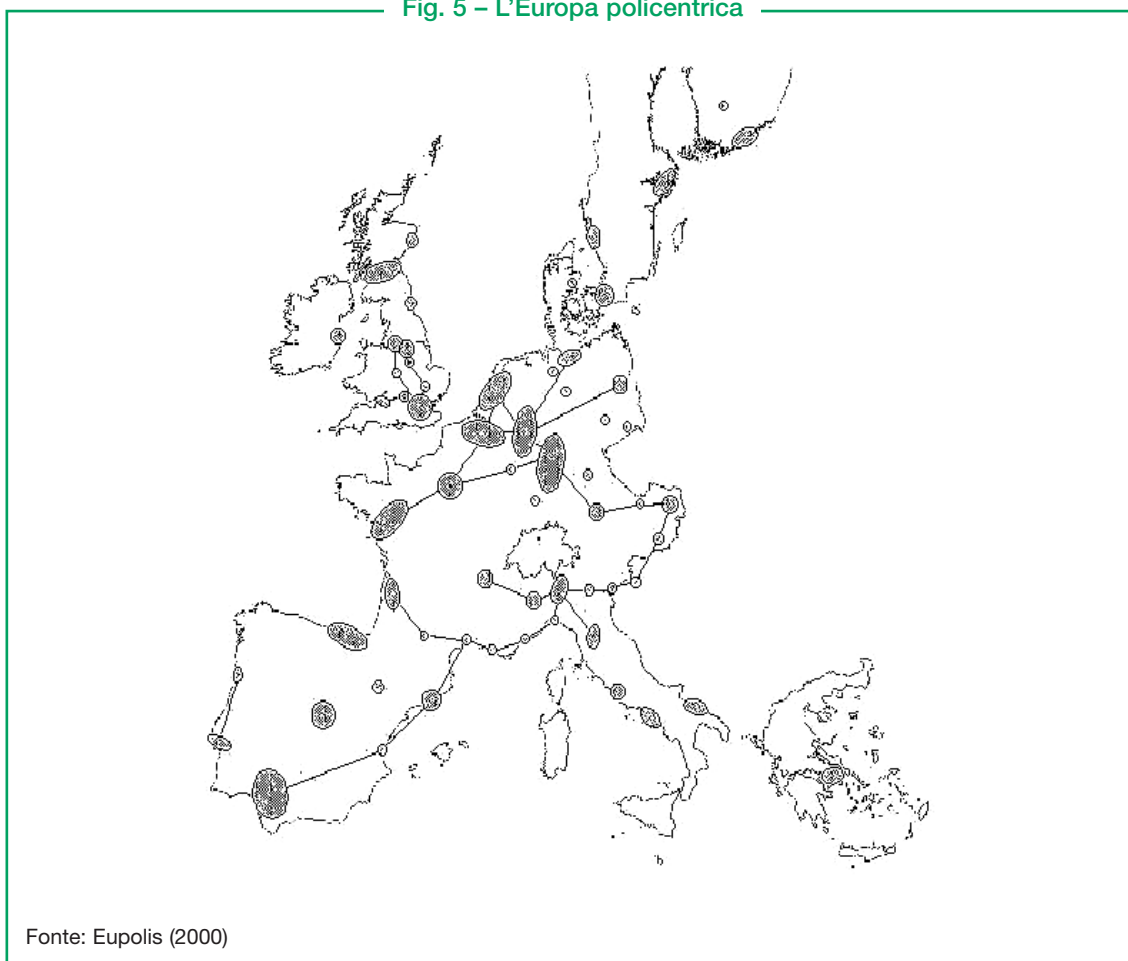 Fig. 5 – L’Europa policentrica
Fonte: Eupolis (2000)